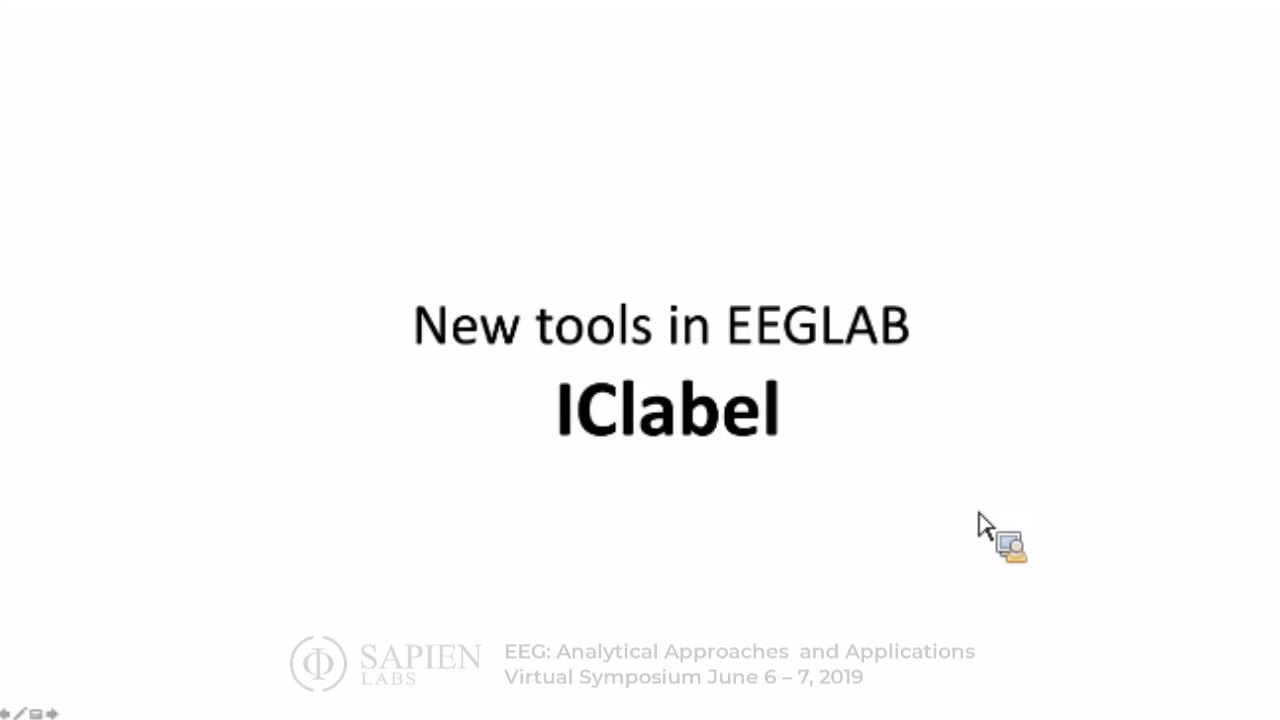 New tools in EEGLAB
IClabel
SAPIEN
LABS
EEG: Analytical Approaches and Applications
Virtual Symposium June 6 – 7, 2019